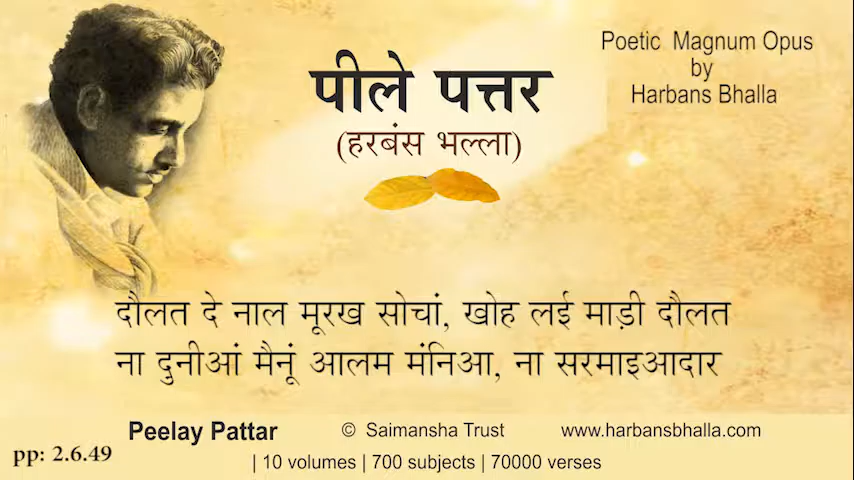 पीले पत्तर
(हरबंस भल्ला)
Poetic Magnum Opus
by
Harbans Bhalla
दौलत दे नाल मूरख सोचां, खोह लई माड़ी दौलत
ना दुनीआं मैनूं आलम मंनिआ, ना सरमाइआदार
Peelay Pattar © Saimansha Trust www.harbansbhalla.com
pp: 2.6.49 | 10 volumes | 700 subjects | 70000 verses